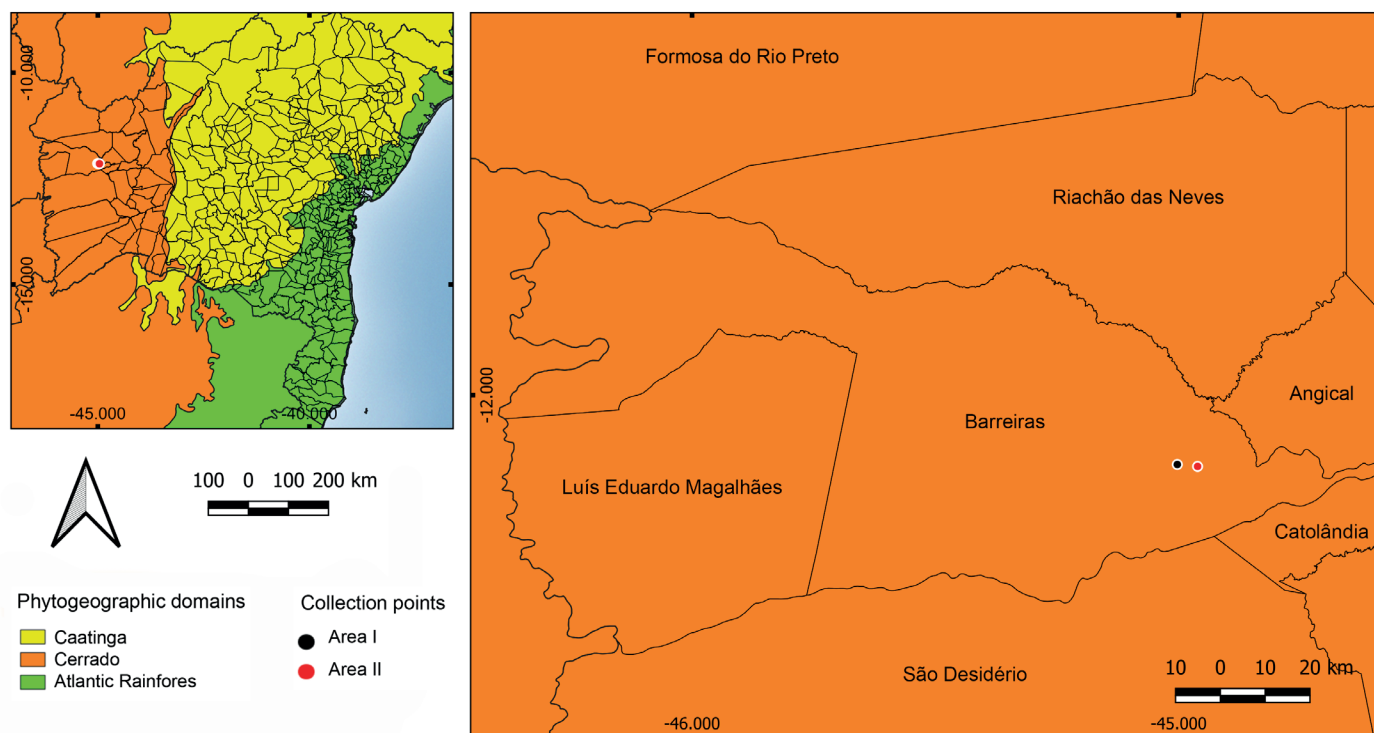 -10.000
-15.000
-45.000
-40.000
100 0 100 200 km
Phytogeographic domains
Caatinga
Cerrado
Atlantic Rainfores
Collection points
Area I
Area II
Formosa do Rio Preto
Riachão das Neves
-12.000
Angical
Barreiras
Luís Eduardo Magalhães
Catolândia
São Desidério
10 0 10 20 km
-46.000
-45.000